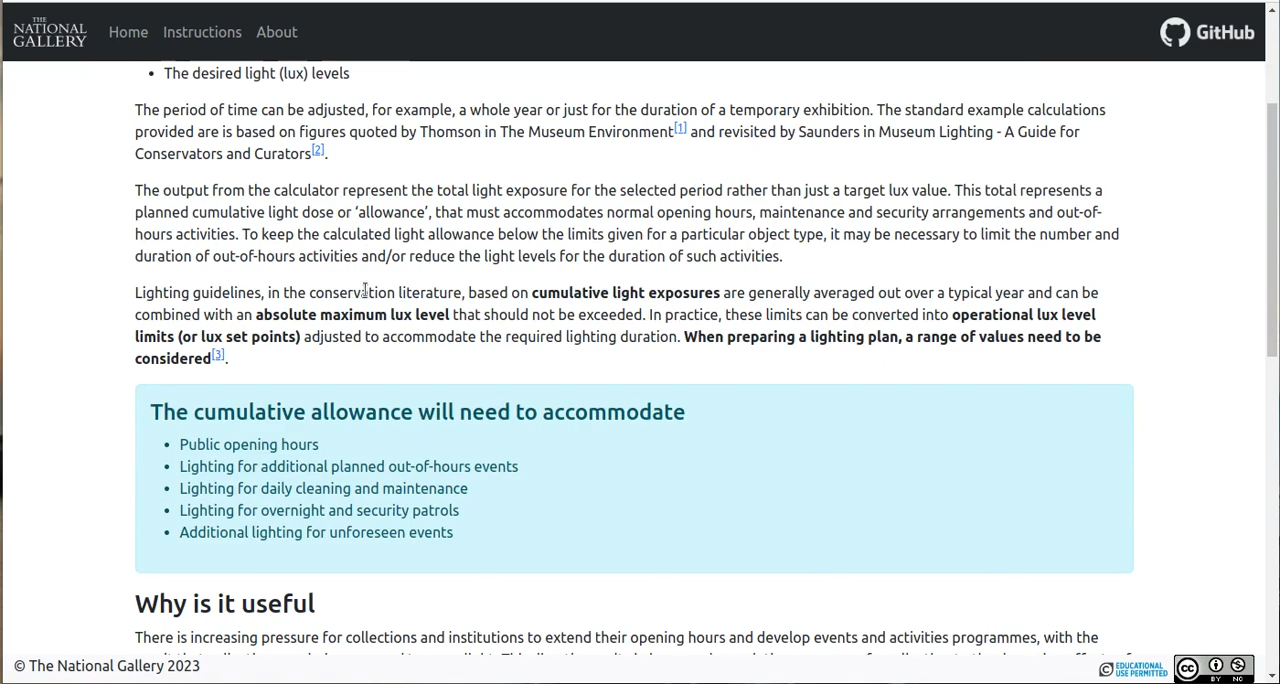 THE
NATIONAL
GALLERY
Home Instructions About
GitHub
• The desired light (lux) levels
The period of time can be adjusted, for example, a whole year or just for the duration of a temporary exhibition. The standard example calculations
provided are is based on figures quoted by Thomson in The Museum Environment[1] and revisited by Saunders in Museum Lighting - A Guide for
Conservators and Curators[2].
The output from the calculator represent the total light exposure for the selected period rather than just a target lux value. This total represents a
planned cumulative light dose or ‘allowance’, that must accommodates normal opening hours, maintenance and security arrangements and out-of-
hours activities. To keep the calculated light allowance below the limits given for a particular object type, it may be necessary to limit the number and
duration of out-of-hours activities and/or reduce the light levels for the duration of such activities.
Lighting guidelines, in the conservation literature, based on cumulative light exposures are generally averaged out over a typical year and can be
combined with an absolute maximum lux level that should not be exceeded. In practice, these limits can be converted into operational lux level
limits (or lux set points) adjusted to accommodate the required lighting duration. When preparing a lighting plan, a range of values need to be
considered[3].
The cumulative allowance will need to accommodate
• Public opening hours
• Lighting for additional planned out-of-hours events
• Lighting for daily cleaning and maintenance
• Lighting for overnight and security patrols
• Additional lighting for unforeseen events
Why is it useful
There is increasing pressure for collections and institutions to extend their opening hours and develop events and activities programmes, with the
© The National Gallery 2023
EDUCATIONAL
USE PERMITTED
CC BY NC